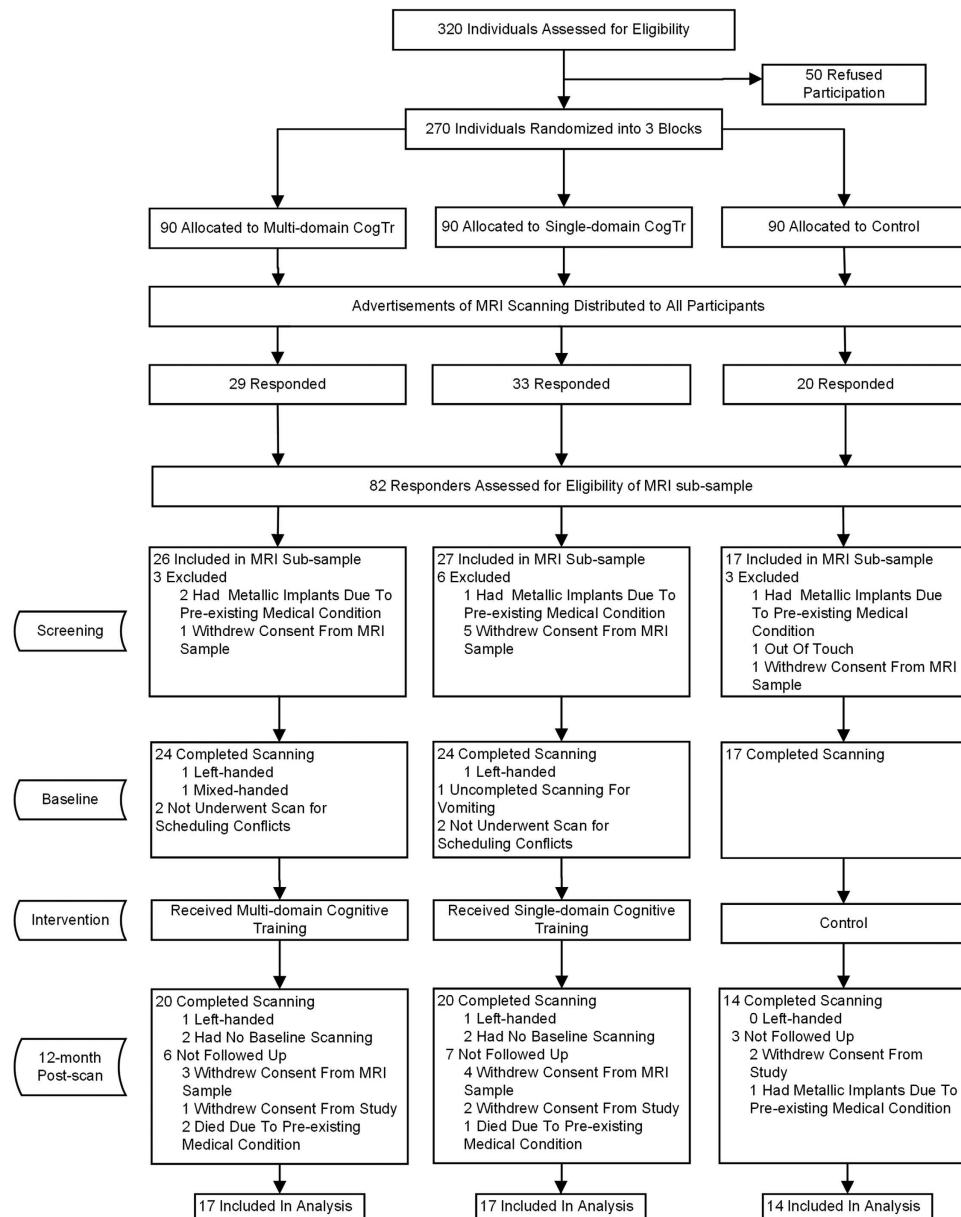 320 Individuals Assessed for Eligibility
50 Refused
Participation
270 Individuals Randomized into 3 Blocks
90 Allocated to Multi-domain CogTr
90 Allocated to Single-domain CogTr
90 Allocated to Control
Advertisements of MRI Scanning Distributed to All Participants
29 Responded
33 Responded
20 Responded
82 Responders Assessed for Eligibility of MRI sub-sample
Screening
26 Included in MRI Sub-sample
3 Excluded
2 Had Metallic Implants Due To
Pre-existing Medical Condition
1 Withdrew Consent From MRI
Sample
27 Included in MRI Sub-sample
6 Excluded
1 Had Metallic Implants Due To
Pre-existing Medical Condition
5 Withdrew Consent From MRI
Sample
17 Included in MRI Sub-sample
3 Excluded
1 Had Metallic Implants Due
To Pre-existing Medical
Condition
1 Out Of Touch
1 Withdrew Consent From MRI
Sample
Baseline
24 Completed Scanning
1 Left-handed
1 Mixed-handed
2 Not Underwent Scan for
Scheduling Conflicts
24 Completed Scanning
1 Left-handed
1 Uncompleted Scanning For
Vomiting
2 Not Underwent Scan for
Scheduling Conflicts
17 Completed Scanning
Intervention
Received Multi-domain Cognitive
Training
Received Single-domain Cognitive
Training
Control
12-month
Post-scan
20 Completed Scanning
1 Left-handed
2 Had No Baseline Scanning
6 Not Followed Up
3 Withdrew Consent From MRI
Sample
1 Withdrew Consent From Study
2 Died Due To Pre-existing
Medical Condition
20 Completed Scanning
1 Left-handed
2 Had No Baseline Scanning
7 Not Followed Up
4 Withdrew Consent From MRI
Sample
2 Withdrew Consent From Study
1 Died Due To Pre-existing
Medical Condition
14 Completed Scanning
0 Left-handed
3 Not Followed Up
2 Withdrew Consent From
Study
1 Had Metallic Implants Due To
Pre-existing Medical Condition
17 Included In Analysis
17 Included In Analysis
14 Included In Analysis